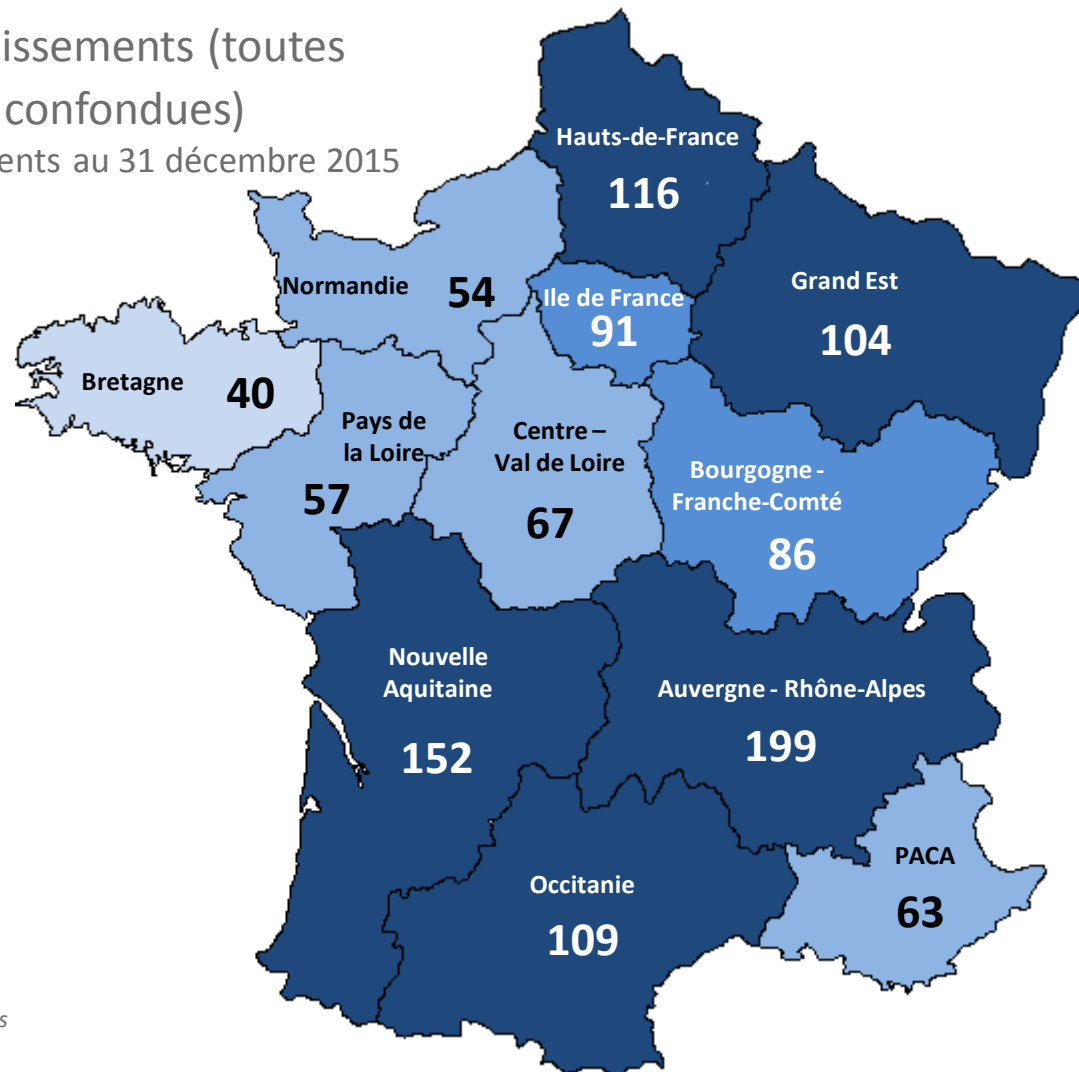 issements (toutes
confondues)
ents au 31 décembre 2015
Hauts-de-France
116
Normandie
54
Ile de France
91
Grand Est
104
Bretagne
40
Pays de
la Loire
57
Centre –
Val de Loire
67
Bourgogne -
Franche-Comté
86
Nouvelle
Aquitaine
152
Auvergne - Rhône-Alpes
199
PACA
63
Occitanie
109
s